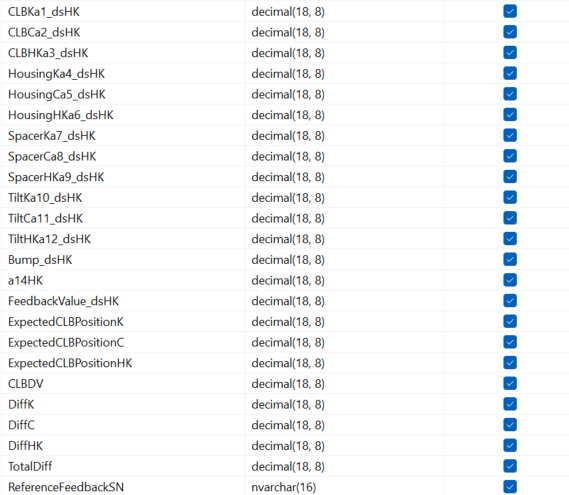 CLBKa1_dsHK decimal(18, 8)
CLBCa2_dsHK decimal(18, 8)
CLBHKa3_dsHK decimal(18, 8)
HousingKa4_dsHK decimal(18, 8)
HousingCa5_dsHK decimal(18, 8)
HousingHKa6_dsHK decimal(18, 8)
SpacerKa7_dsHK decimal(18, 8)
SpacerCa8_dsHK decimal(18, 8)
SpacerHKa9_dsHK decimal(18, 8)
TiltKa10_dsHK decimal(18, 8)
TiltCa11_dsHK decimal(18, 8)
TiltHKa12_dsHK decimal(18, 8)
Bump_dsHK decimal(18, 8)
a14HK decimal(18, 8)
FeedbackValue_dsHK decimal(18, 8)
ExpectedCLBPositionK decimal(18, 8)
ExpectedCLBPositionC decimal(18, 8)
ExpectedCLBPositionHK decimal(18, 8)
CLBDV decimal(18, 8)
DiffK decimal(18, 8)
DiffC decimal(18, 8)
DiffHK decimal(18, 8)
TotalDiff decimal(18, 8)
ReferenceFeedbackSN nvarchar(16)